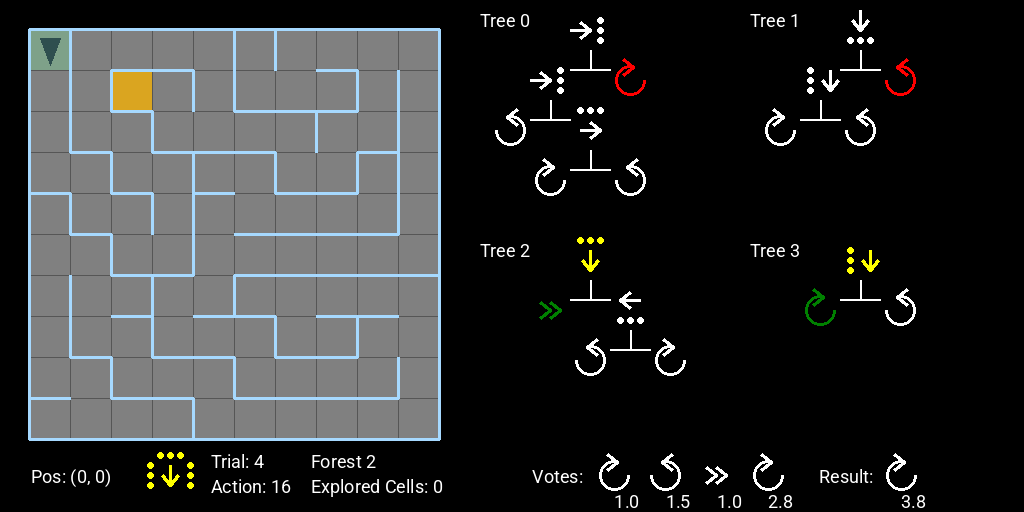 Tree 0
Tree 1
Tree 2
Tree 3
Pos: (0, 0)
Trial: 4
Forest 2
Action: 16
Explored Cells: 0
Votes:
1.0
1.5
1.0
2.8
Result:
3.8